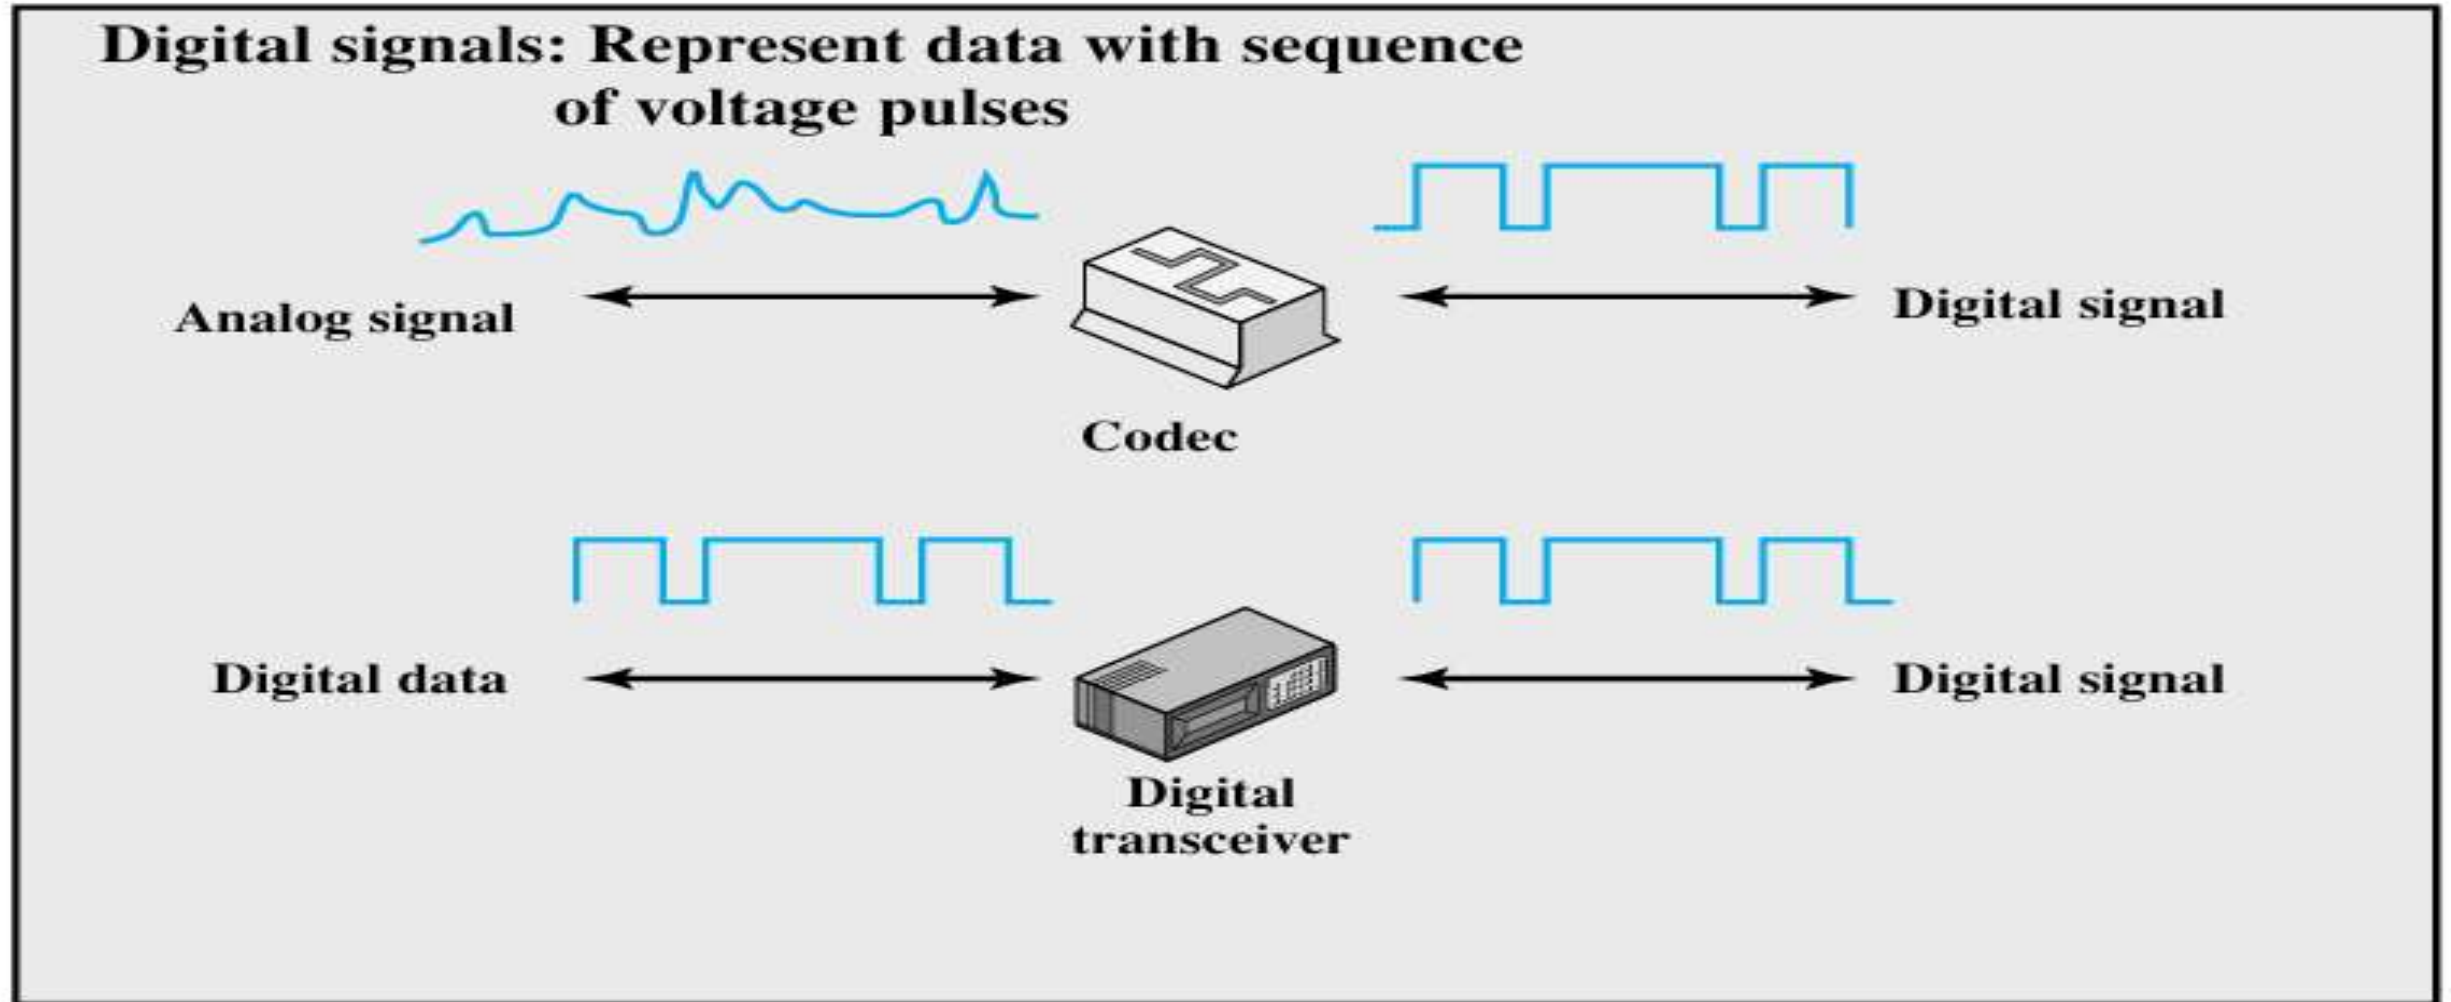 Digital signals: Represent data with sequence
of voltage pulses
Analog signal
Digital signal
Codec
Digital data
Digital signal
Digital
transceiver